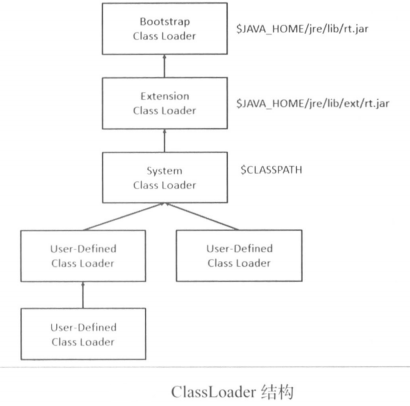 Bootstrap
Class Loader
$JAVA_HOME/jre/lib/rt.jar
Extension
Class Loader
$JAVA_HOME/jre/lib/ext/rt.jar
System
Class Loader
$CLASSPATH
User-Defined
Class Loader
User-Defined
Class Loader
User-Defined
Class Loader
ClassLoader 结构